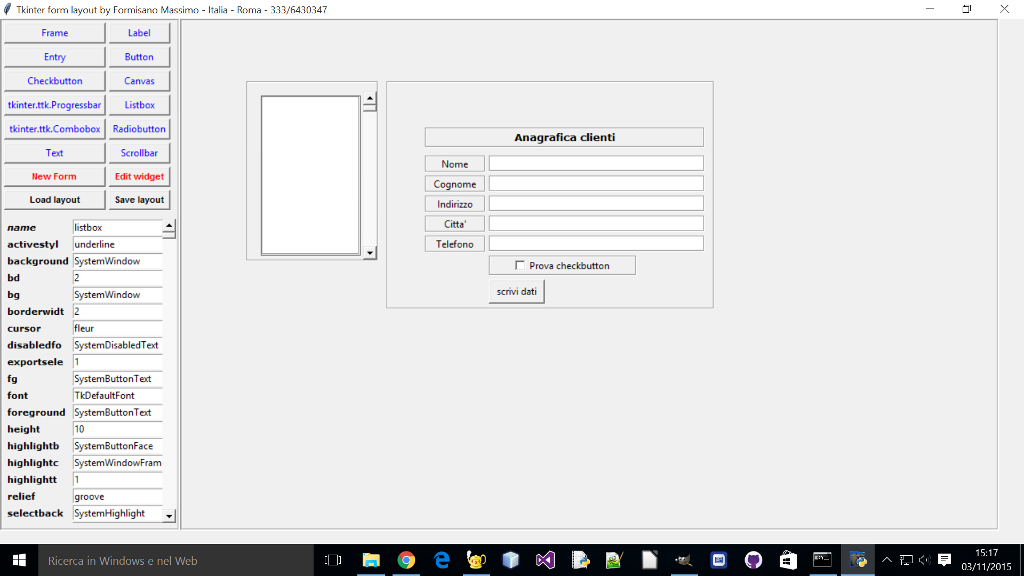 Tkinter form layout by Formisano Massimo - Italia - Roma - 333/6430347
Frame Label
Entry Button
Checkbutton Canvas
tkinter.ttk.Progressbar Listbox
tkinter.ttk.Combobox Radiobutton
Text Scrollbar
New Form Edit widget
Load layout Save layout
name listbox
activestyl underline
background SystemWindow
bd 2
bg SystemWindow
borderwidt 2
cursor fleur
disabledfo SystemDisabledText
exportsele 1
fg SystemButtonText
font TkDefaultFont
foreground SystemButtonText
height 10
highlightb SystemButtonFace
highlightc SystemWindowFram
highlightt 1
relief groove
selectback SystemHighlight
Anagrafica clienti
Nome
Cognome
Indirizzo
Citta'
Telefono
Prova checkbutton
scrivi dati
Ricerca in Windows e nel Web
15:17
03/11/2015